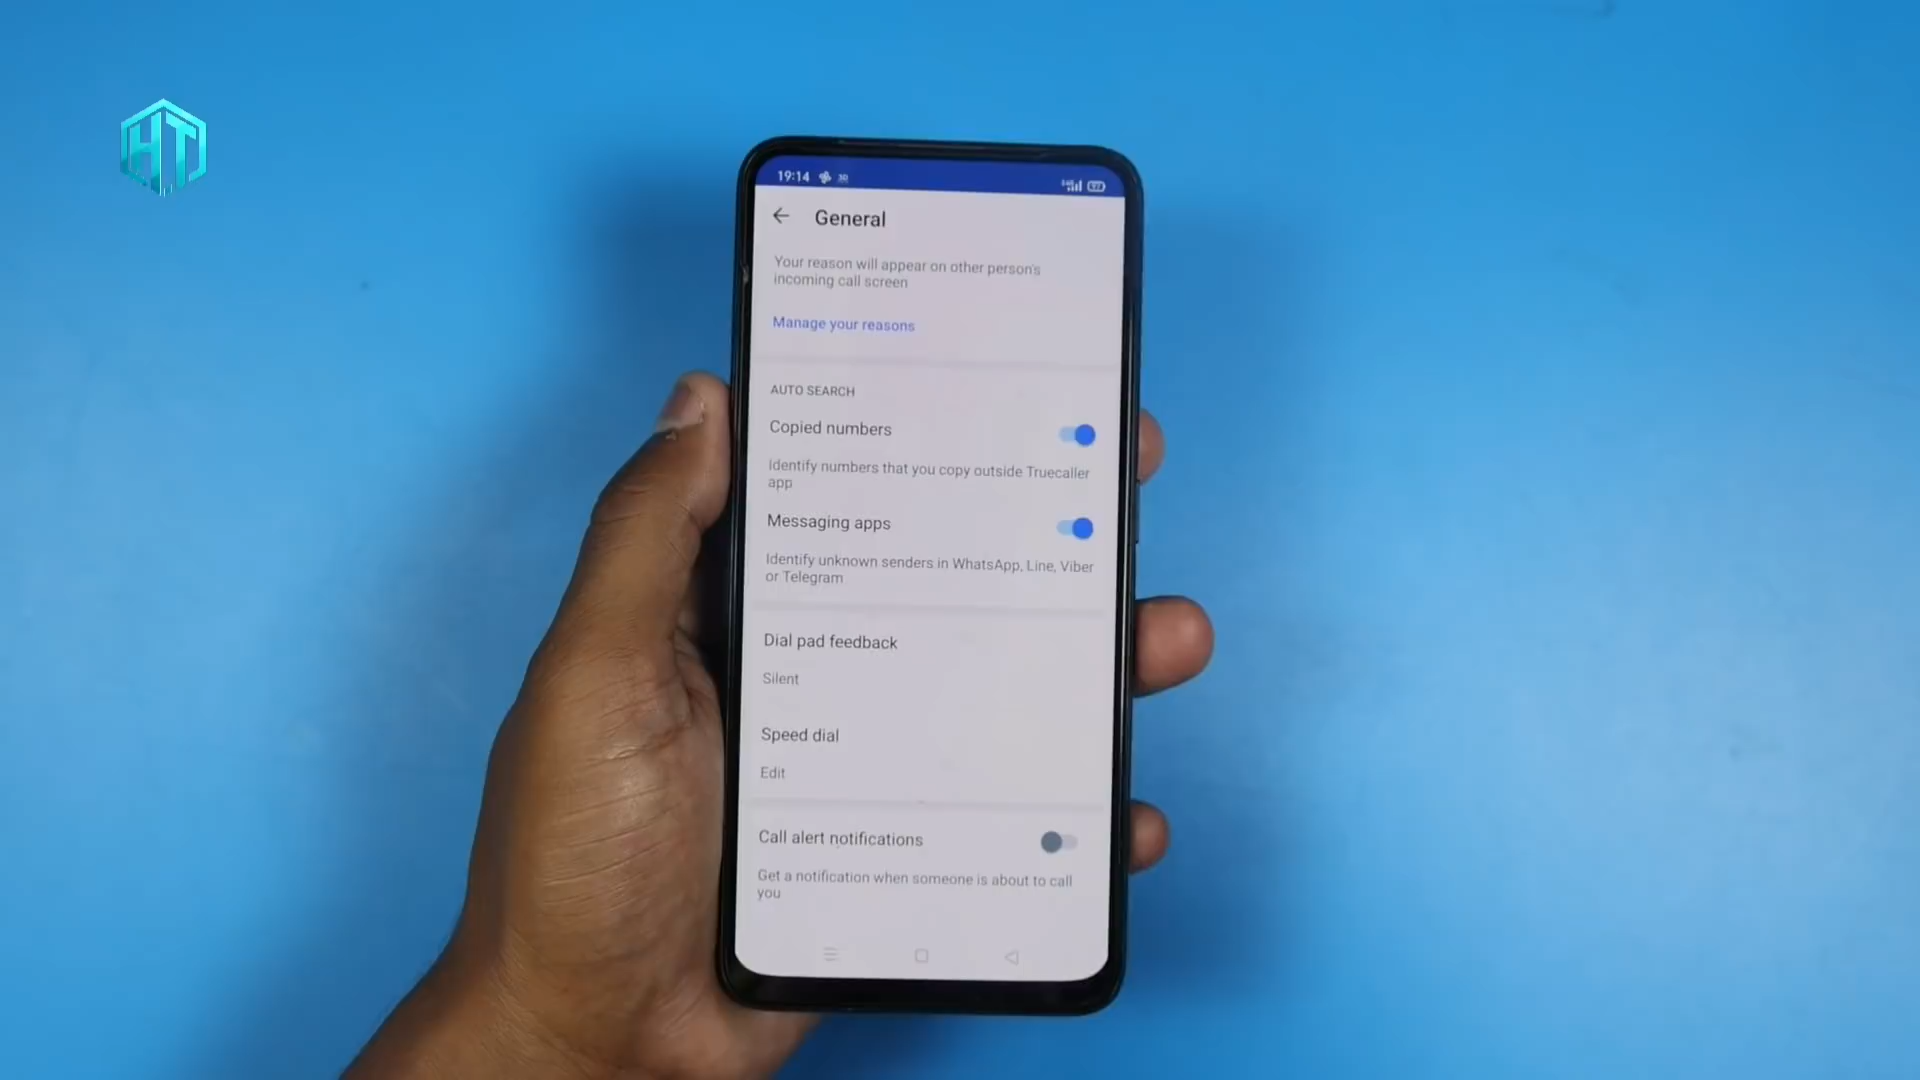 HT
19:14
General
Your reason will appear on other person's
incoming call screen
Manage your reasons
AUTO SEARCH
Copied numbers
Identify numbers that you copy outside Truecaller
app
Messaging apps
Identify unknown senders in WhatsApp, Line, Viber
or Telegram
Dial pad feedback
Silent
Speed dial
Edit
Call alert notifications
Get a notification when someone is about to call
you